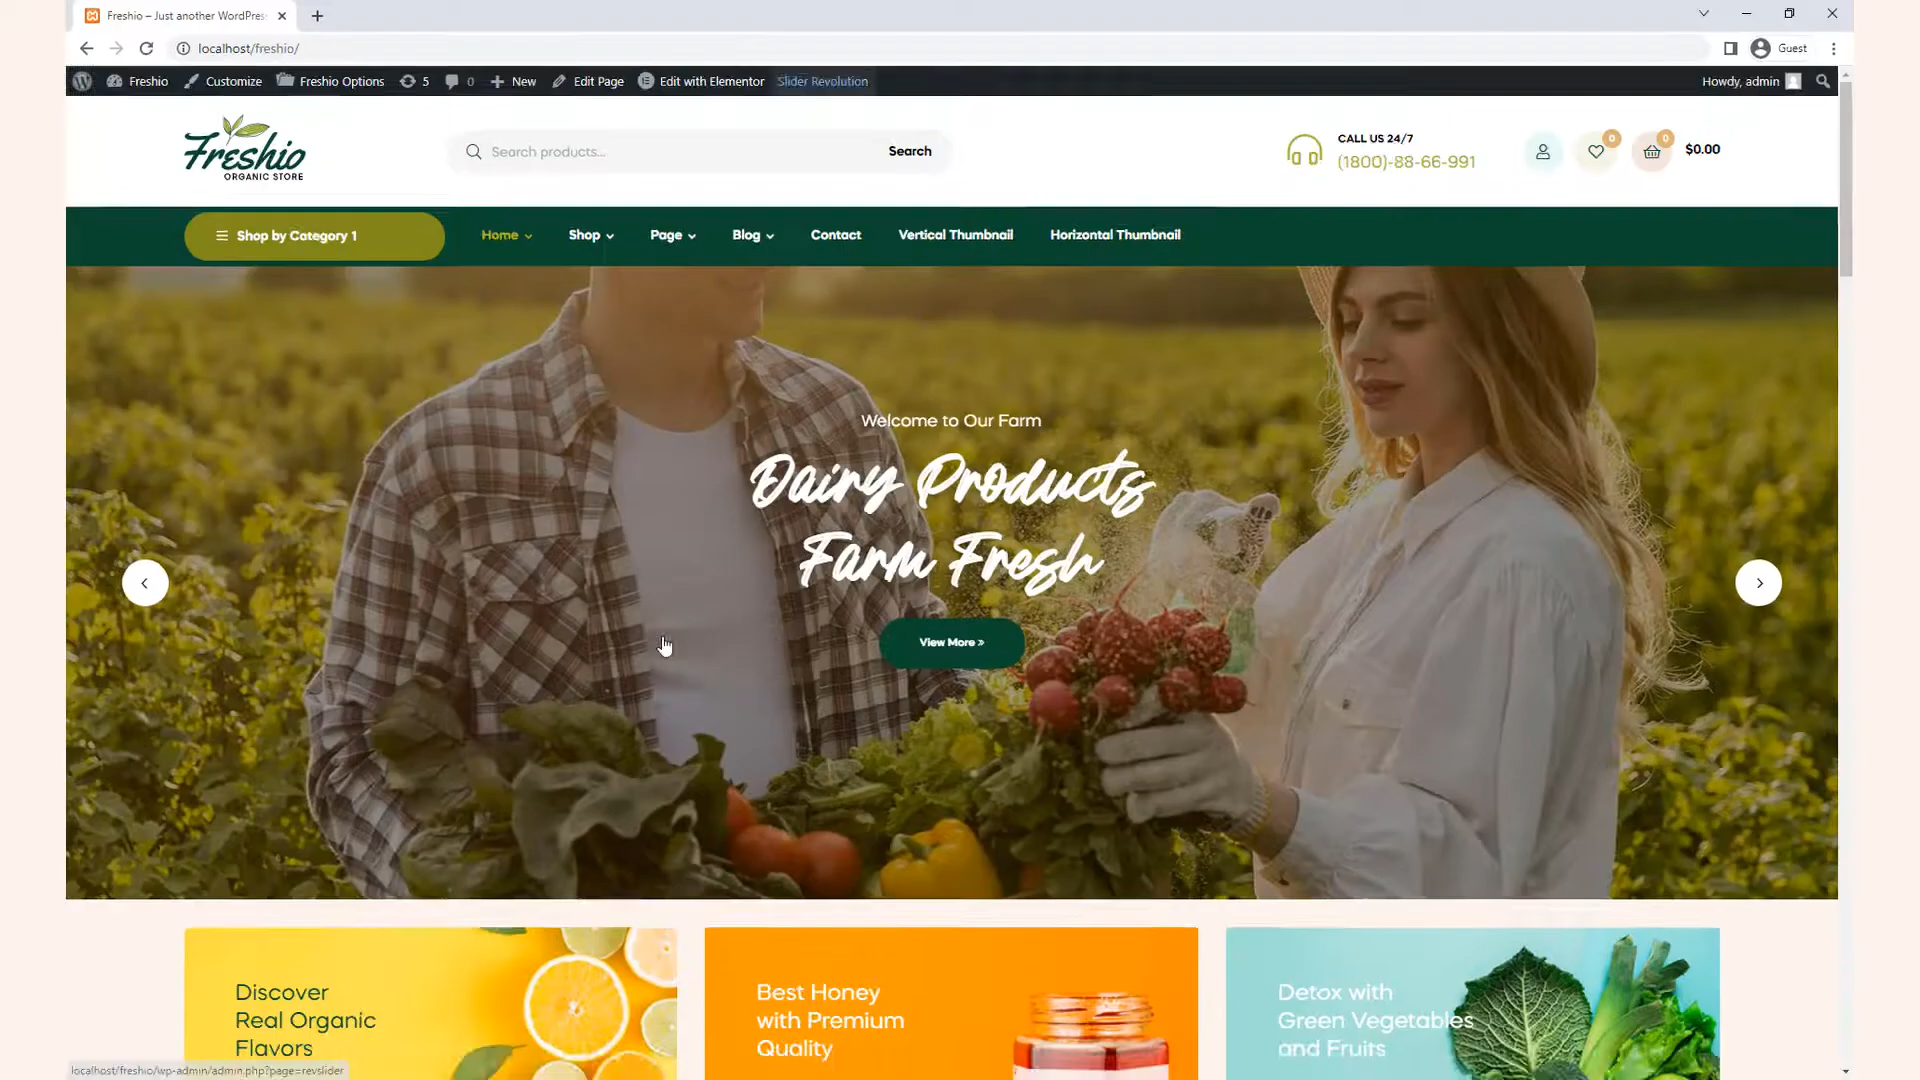 Freshio – Just another WordPres
localhost/freshio/
Guest
Freshio
Customize
Freshio Options
5
0
New
Edit Page
Edit with Elementor
Slider Revolution
Howdy, admin
Freshio
ORGANIC STORE
Search products...
Search
CALL US 24/7
(1800)-88-66-991
0
0
$0.00
Shop by Category 1
Home
Shop
Page
Blog
Contact
Vertical Thumbnail
Horizontal Thumbnail
Welcome to Our Farm
Dairy Products
Farm Fresh
View More »
Discover
Real Organic
Flavors
Best Honey
with Premium
Quality
Detox with
Green Vegetables
and Fruits
localhost/freshio/wp-admin/admin.php?page=revslider